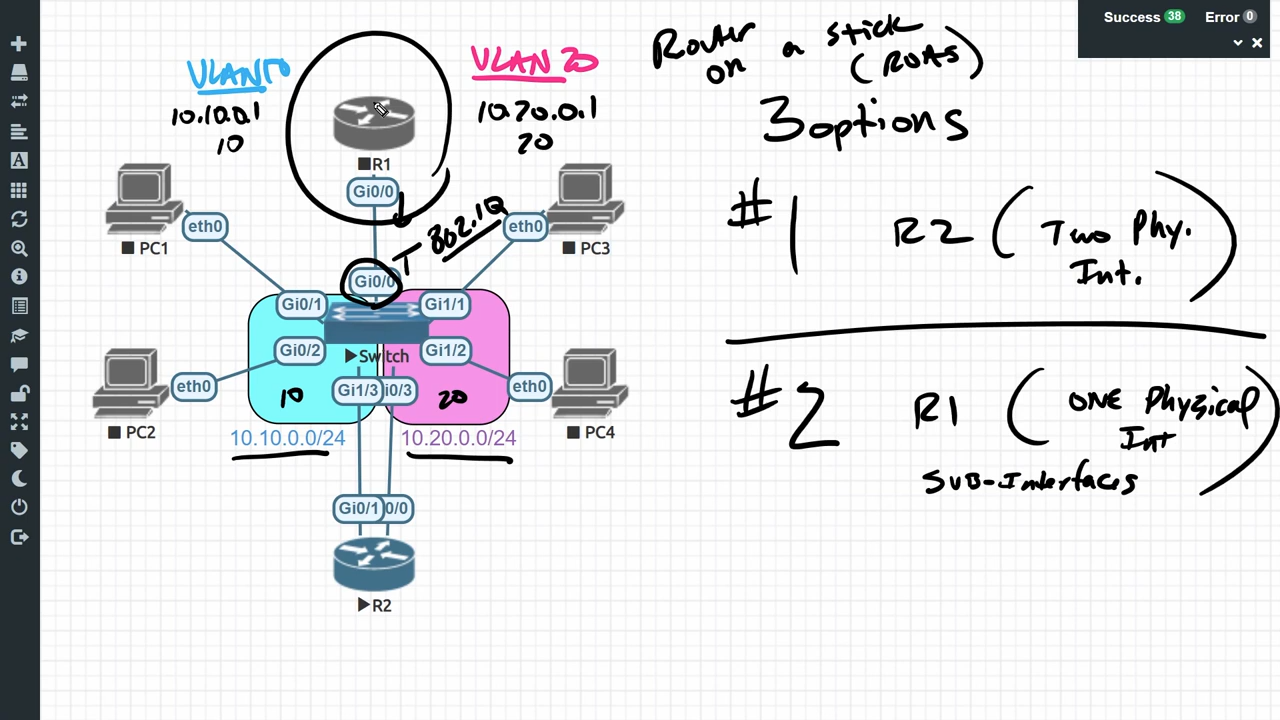 Success 38 Error 0
Router on a stick
(ROAS)
3 options
VLAN 10
10.10.0.1
10
VLAN 20
10.20.0.1
20
R1
Gi0/0
T 802.1Q
PC1
eth0
PC3
eth0
Gi0/0
Gi0/1
Gi1/1
Gi0/2
Gi1/2
Switch
PC2
eth0
PC4
eth0
Gi1/3
i0/3
10
20
10.10.0.0/24
10.20.0.0/24
Gi0/1
0/0
R2
#1 R2 (Two Phy.
Int.)
#2 R1 (ONE Physical
Int
SUB-Interfaces)